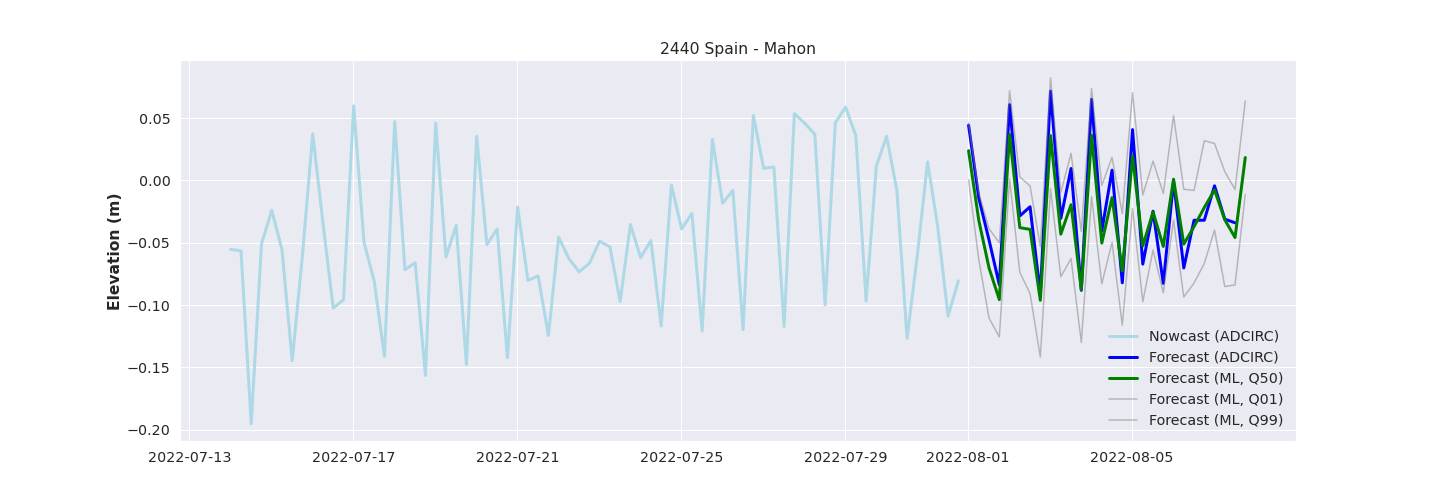 2440 Spain - Mahon
Elevation (m)
0.05
0.00
−0.05
−0.10
−0.15
−0.20
Nowcast (ADCIRC)
Forecast (ADCIRC)
Forecast (ML, Q50)
Forecast (ML, Q01)
Forecast (ML, Q99)
2022-07-13 2022-07-17 2022-07-21 2022-07-25 2022-07-29 2022-08-01 2022-08-05